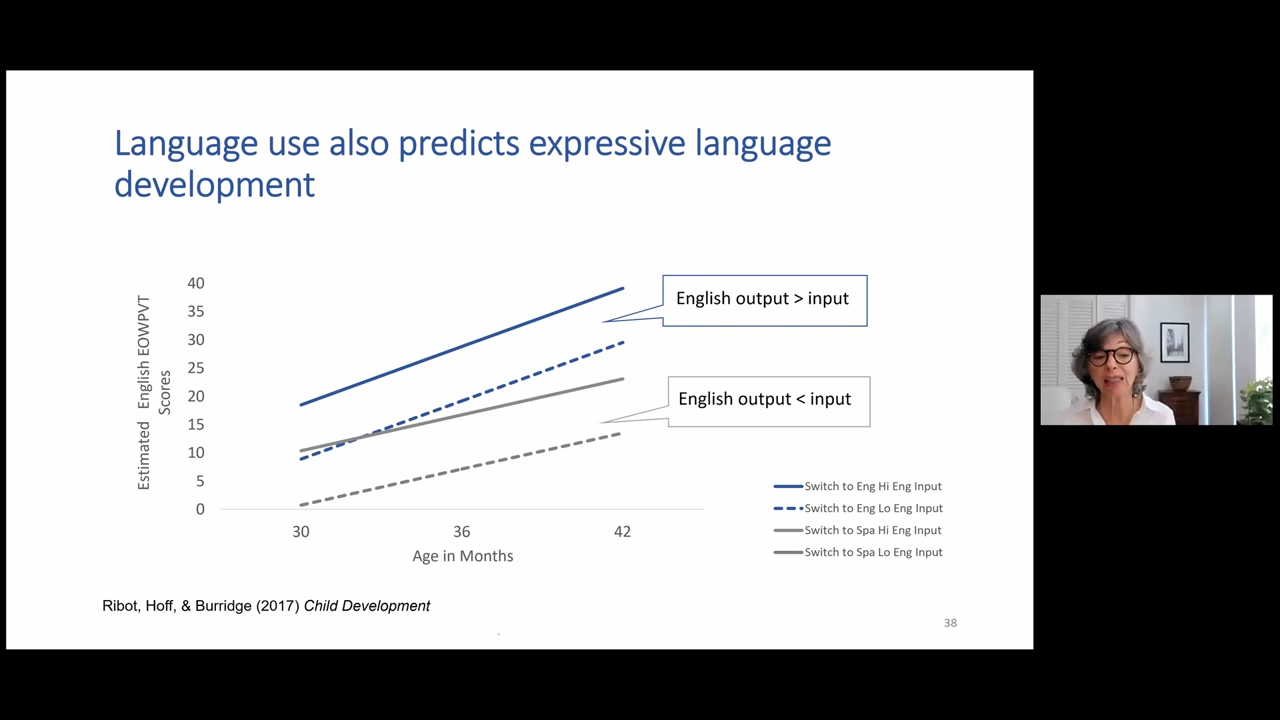 Language use also predicts expressive language
development
Estimated English EOWPVT
Scores
40
35
30
25
20
15
10
5
0
30 36 42
Age in Months
English output > input
English output < input
Switch to Eng Hi Eng Input
Switch to Eng Lo Eng Input
Switch to Spa Hi Eng Input
Switch to Spa Lo Eng Input
Ribot, Hoff, & Burridge (2017) Child Development
38